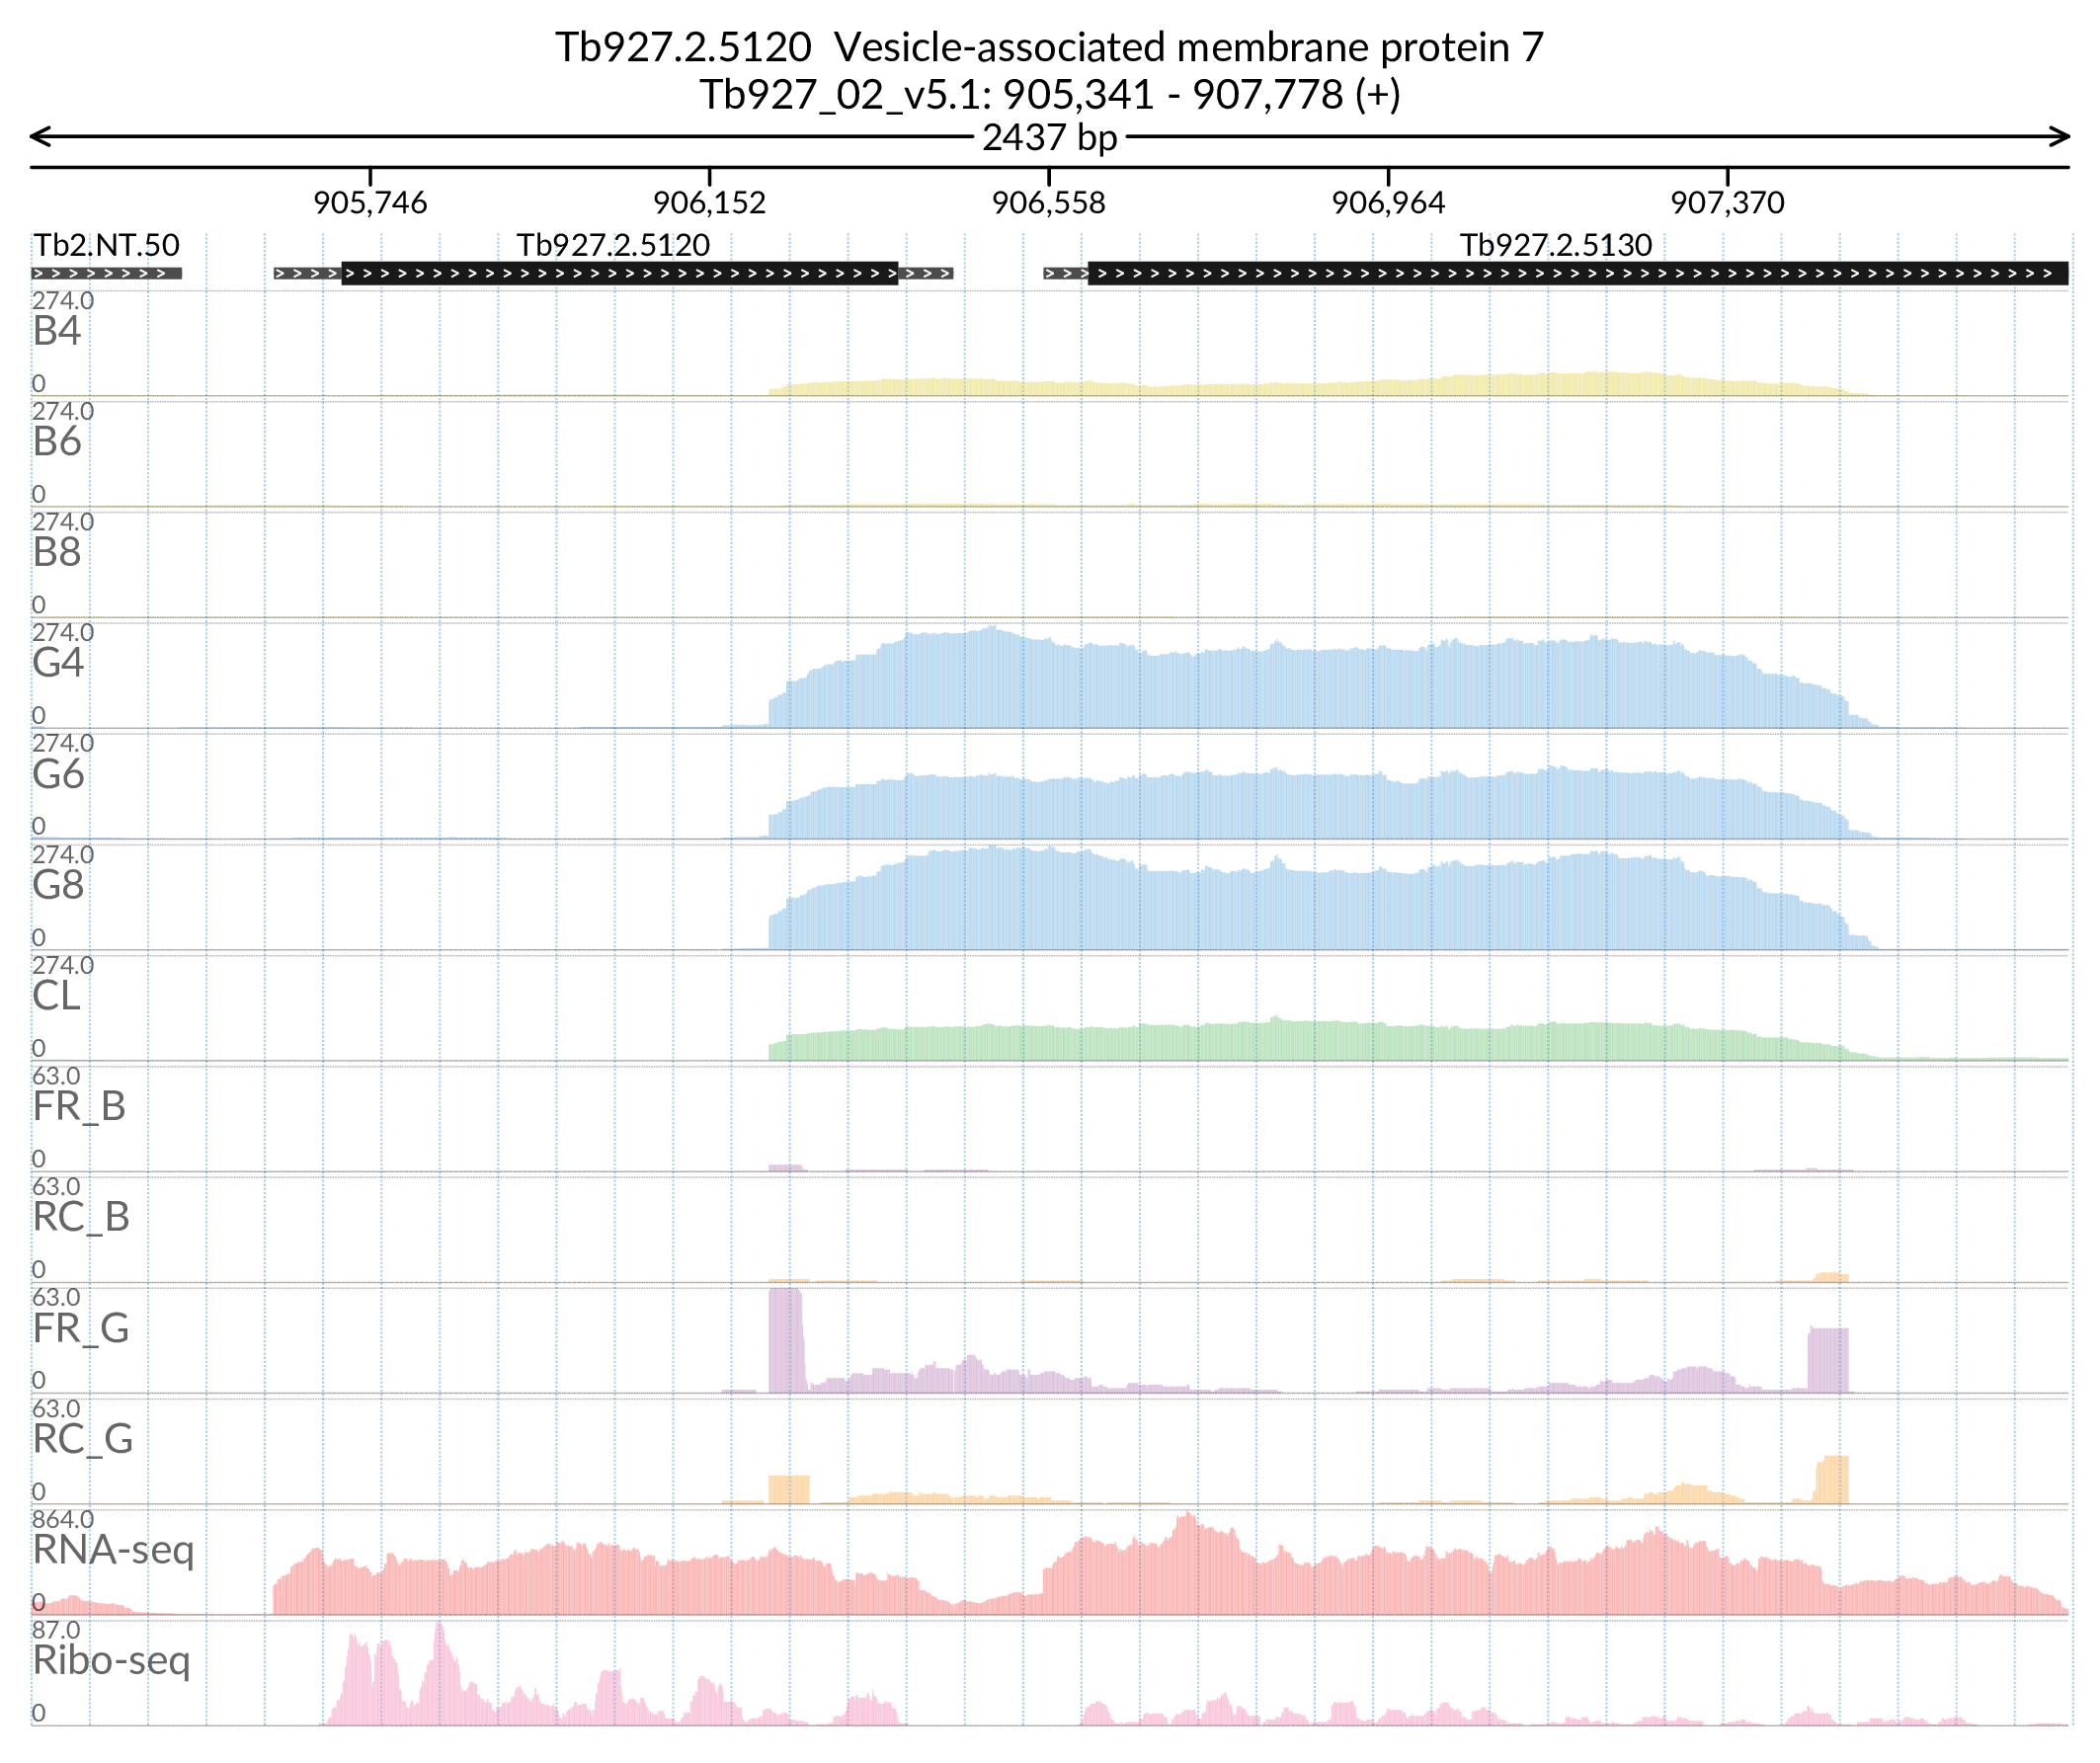 Tb927.2.5120  Vesicle-associated membrane protein 7
Tb927_02_v5.1: 905,341 - 907,778 (+)
2437 bp
905,746 906,152 906,558 906,964 907,370
Tb2.NT.50 Tb927.2.5120 Tb927.2.5130
274.0
B4
0
274.0
B6
0
274.0
B8
0
274.0
G4
0
274.0
G6
0
274.0
G8
0
274.0
CL
0
63.0
FR_B
0
63.0
RC_B
0
63.0
FR_G
0
63.0
RC_G
0
864.0
RNA-seq
0
87.0
Ribo-seq
0